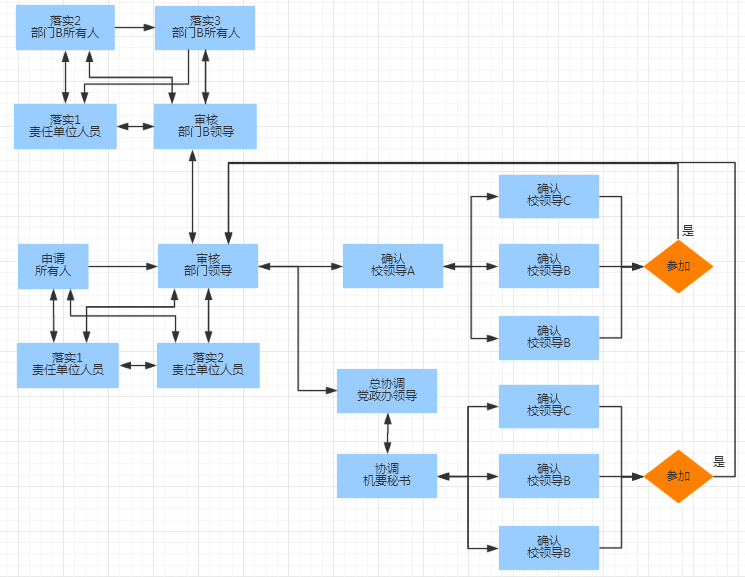 落实2
部门B所有人
落实3
部门B所有人
落实1
责任单位人员
审核
部门B领导
确认
校领导C
是
申请
所有人
审核
部门领导
确认
校领导A
确认
校领导B
参加
确认
校领导B
落实1
责任单位人员
落实2
责任单位人员
总协调
党政办领导
确认
校领导C
是
协调
机要秘书
确认
校领导B
参加
确认
校领导B